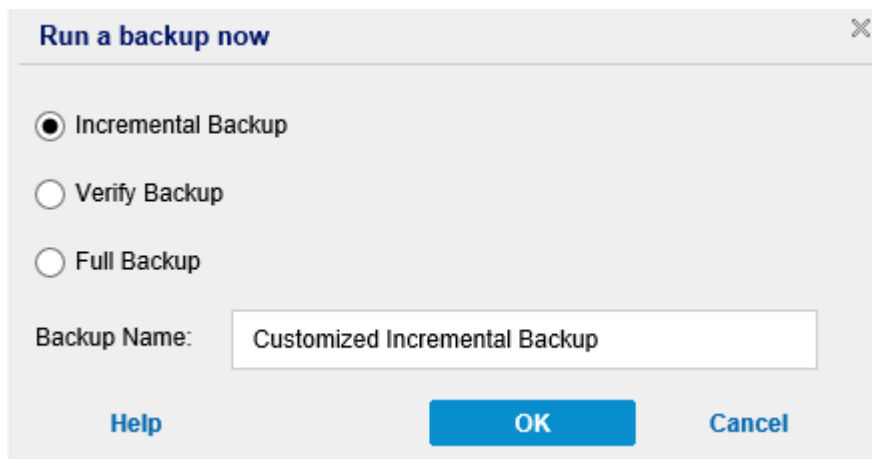 Run a backup now
Incremental Backup
Verify Backup
Full Backup
Backup Name: Customized Incremental Backup
Help OK Cancel